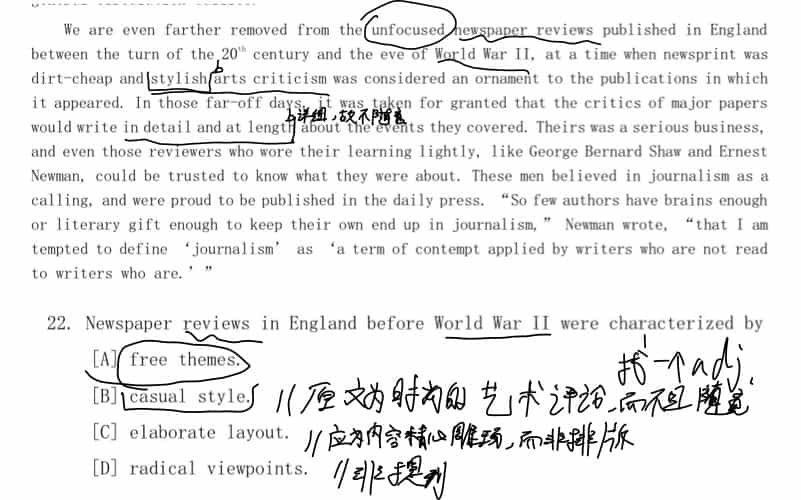 We are even farther removed from the unfocused newspaper reviews published in England
between the turn of the 20th century and the eve of World War II, at a time when newsprint was
dirt-cheap and stylish arts criticism was considered an ornament to the publications in which
it appeared. In those far-off days, it was taken for granted that the critics of major papers
详细,故不随意
would write in detail and at length about the events they covered. Theirs was a serious business,
and even those reviewers who wore their learning lightly, like George Bernard Shaw and Ernest
Newman, could be trusted to know what they were about. These men believed in journalism as a
calling, and were proud to be published in the daily press. “So few authors have brains enough
or literary gift enough to keep their own end up in journalism,” Newman wrote, “that I am
tempted to define ‘journalism’ as ‘a term of contempt applied by writers who are not read
to writers who are.’”
22. Newspaper reviews in England before World War II were characterized by
[A] free themes.
找一个adj
[B] casual style. //原文为时尚的艺术评论,而不是随意
[C] elaborate layout. //应为内容精心雕琢,而非排版
[D] radical viewpoints. //非提到